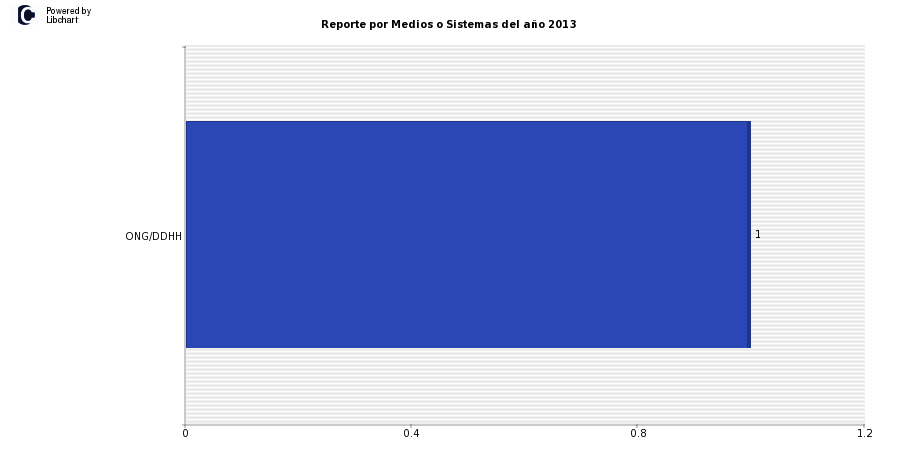 Powered by
Libchart
Reporte por Medios o Sistemas del año 2013
ONG/DDHH
1
0
0.4
0.8
1.2